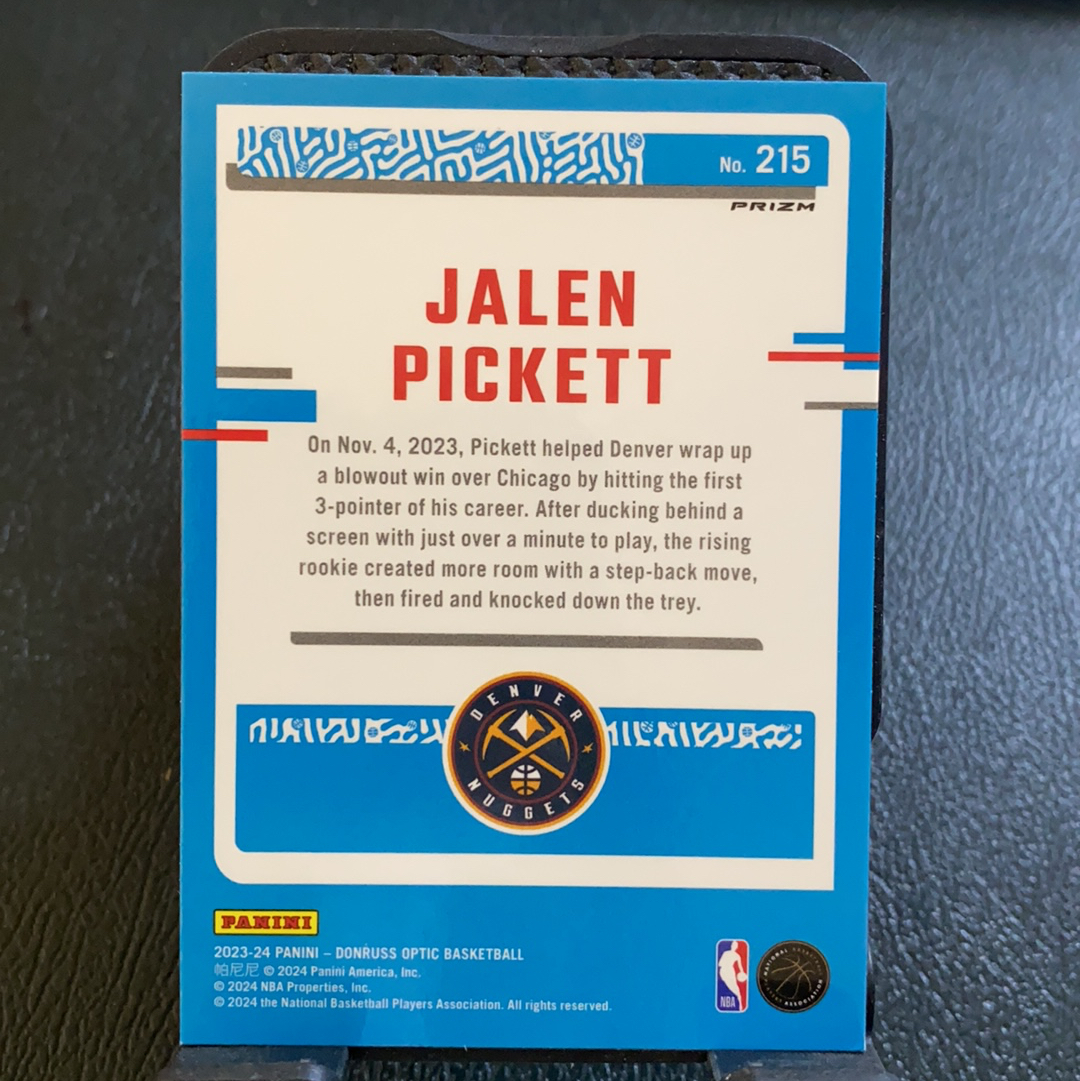 No. 215
PRIZM
JALEN
PICKETT
On Nov. 4, 2023, Pickett helped Denver wrap up
a blowout win over Chicago by hitting the first
3-pointer of his career. After ducking behind a
screen with just over a minute to play, the rising
rookie created more room with a step-back move,
then fired and knocked down the trey.
DENVER
NUGGETS
PANINI
2023-24 PANINI – DONRUSS OPTIC BASKETBALL
帕尼尼 © 2024 Panini America, Inc.
© 2024 NBA Properties, Inc.
© 2024 the National Basketball Players Association. All rights reserved.
NBA
NATIONAL BASKETBALL
ASSOCIATION